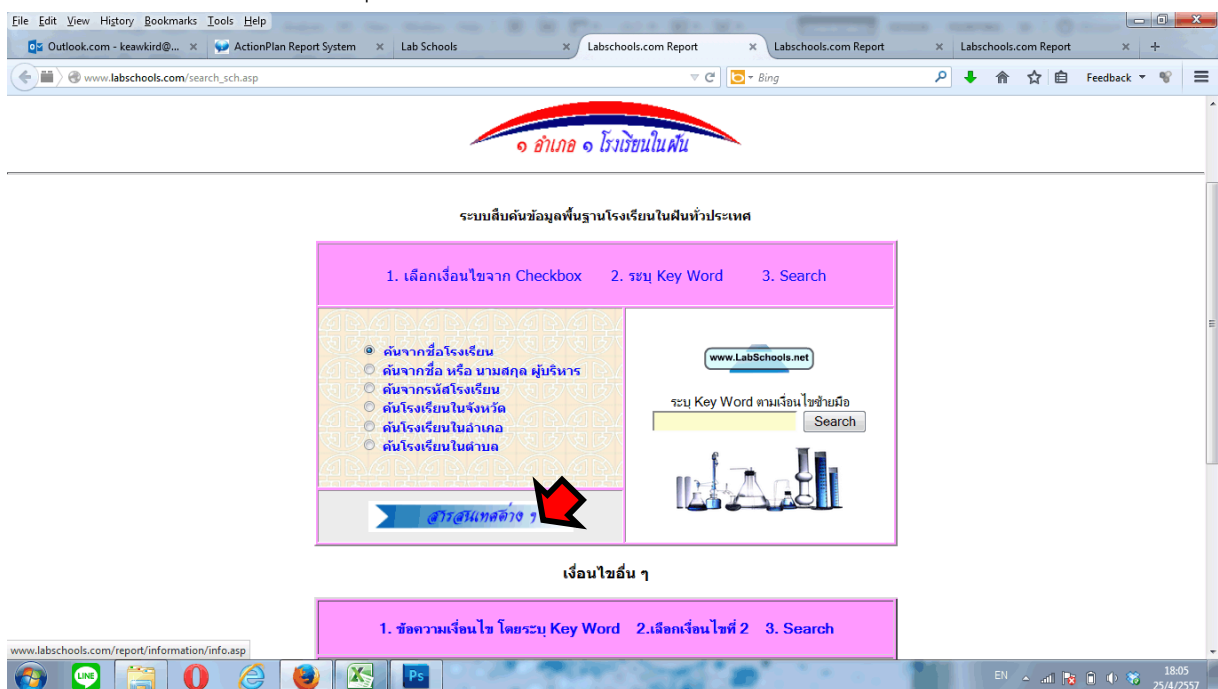 File Edit View History Bookmarks Tools Help
Outlook.com - keawkird@... × ActionPlan Report System × Lab Schools × Labschools.com Report × Labschools.com Report × Labschools.com Report × +
www.labschools.com/search_sch.asp Bing Feedback
๑ อำเภอ ๑ โรงเรียนในฝัน
ระบบสืบค้นข้อมูลพื้นฐานโรงเรียนในฝันทั่วประเทศ
1. เลือกเงื่อนไขจาก Checkbox 2. ระบุ Key Word 3. Search
ค้นจากชื่อโรงเรียน
ค้นจากชื่อ หรือ นามสกุล ผู้บริหาร
ค้นจากรหัสโรงเรียน
ค้นโรงเรียนในจังหวัด
ค้นโรงเรียนในอำเภอ
ค้นโรงเรียนในตำบล
www.LabSchools.net
ระบุ Key Word ตามเงื่อนไขซ้ายมือ
Search
สารสนเทศต่าง ๆ
เงื่อนไขอื่น ๆ
1. ข้อความเงื่อนไข โดยระบุ Key Word 2.เลือกเงื่อนไขที่ 2 3. Search
www.labschools.com/report/information/info.asp
LINE Ps EN 18:05
25/4/2557